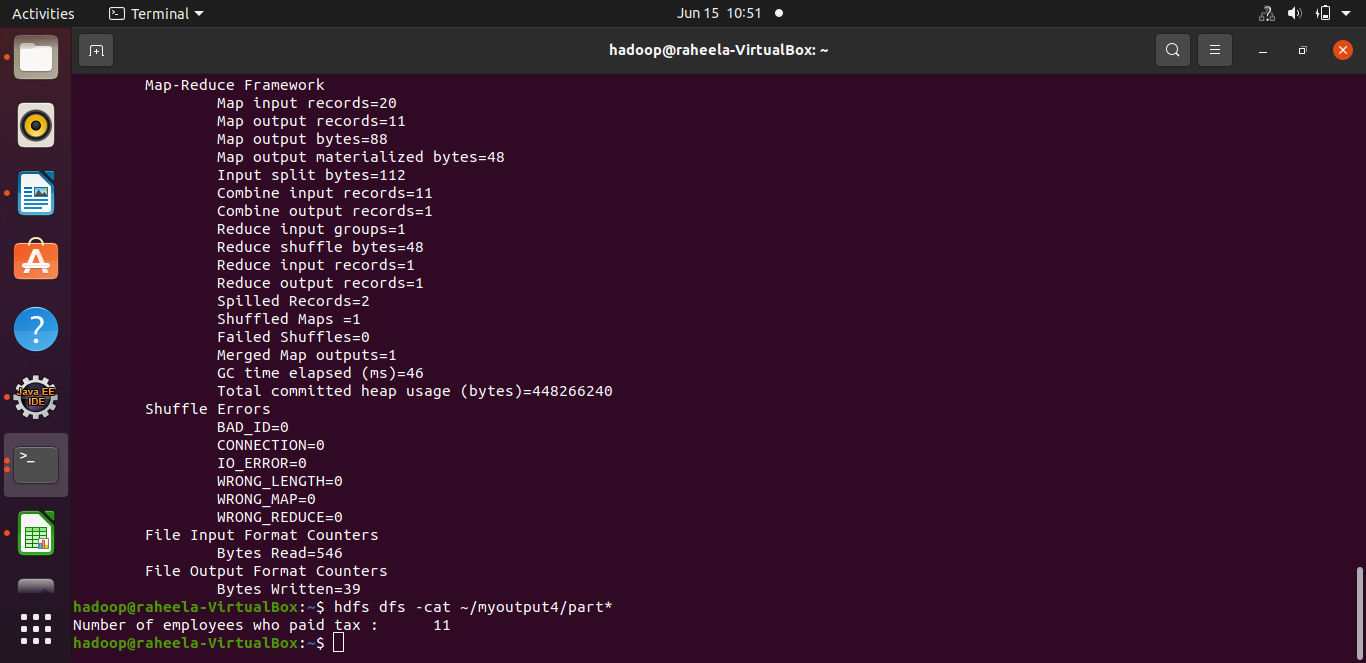 Activities Terminal Jun 15 10:51
hadoop@raheela-VirtualBox: ~
Map-Reduce Framework
Map input records=20
Map output records=11
Map output bytes=88
Map output materialized bytes=48
Input split bytes=112
Combine input records=11
Combine output records=1
Reduce input groups=1
Reduce shuffle bytes=48
Reduce input records=1
Reduce output records=1
Spilled Records=2
Shuffled Maps =1
Failed Shuffles=0
Merged Map outputs=1
GC time elapsed (ms)=46
Total committed heap usage (bytes)=448266240
Shuffle Errors
BAD_ID=0
CONNECTION=0
IO_ERROR=0
WRONG_LENGTH=0
WRONG_MAP=0
WRONG_REDUCE=0
File Input Format Counters
Bytes Read=546
File Output Format Counters
Bytes Written=39
hadoop@raheela-VirtualBox:~$ hdfs dfs -cat ~/myoutput4/part*
Number of employees who paid tax :      11
hadoop@raheela-VirtualBox:~$
Java EE
IDE